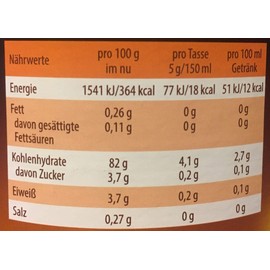 Nährwerte pro 100 g im nu pro Tasse 5 g/150 ml pro 100 ml Getränk
Energie 1541 kJ/364 kcal 77 kJ/18 kcal 51 kJ/12 kcal
Fett 0,26 g 0 g 0 g
davon gesättigte Fettsäuren 0,11 g 0 g 0 g
Kohlenhydrate 82 g 4,1 g 2,7 g
davon Zucker 3,7 g 0,2 g 0,1 g
Eiweiß 3,7 g 0,2 g 0,1 g
Salz 0,27 g 0 g 0 g